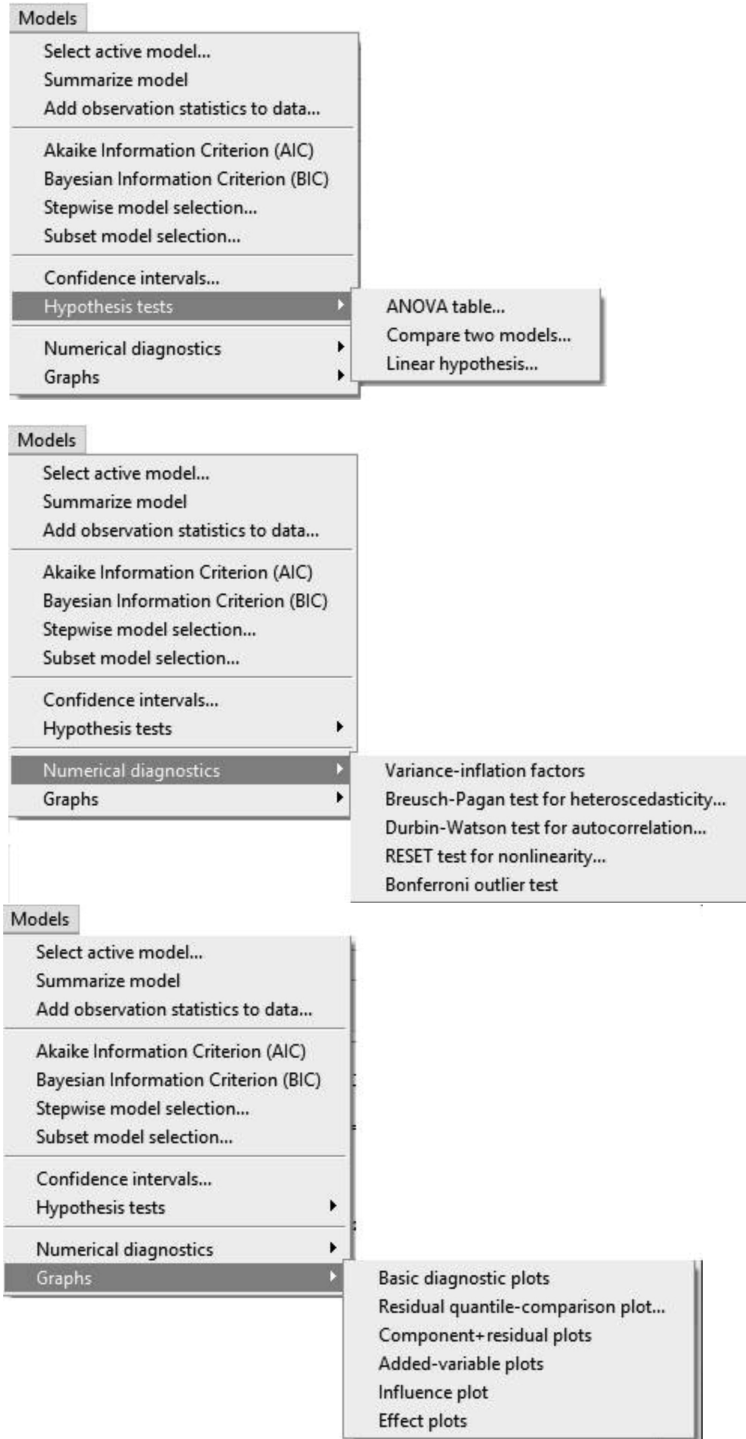 Models
Select active model...
Summarize model
Add observation statistics to data...
Akaike Information Criterion (AIC)
Bayesian Information Criterion (BIC)
Stepwise model selection...
Subset model selection...
Confidence intervals...
Hypothesis tests
ANOVA table...
Compare two models...
Linear hypothesis...
Numerical diagnostics
Graphs
Models
Select active model...
Summarize model
Add observation statistics to data...
Akaike Information Criterion (AIC)
Bayesian Information Criterion (BIC)
Stepwise model selection...
Subset model selection...
Confidence intervals...
Hypothesis tests
Numerical diagnostics
Graphs
Variance-inflation factors
Breusch-Pagan test for heteroscedasticity...
Durbin-Watson test for autocorrelation...
RESET test for nonlinearity...
Bonferroni outlier test
Models
Select active model...
Summarize model
Add observation statistics to data...
Akaike Information Criterion (AIC)
Bayesian Information Criterion (BIC)
Stepwise model selection...
Subset model selection...
Confidence intervals...
Hypothesis tests
Numerical diagnostics
Graphs
Basic diagnostic plots
Residual quantile-comparison plot...
Component+residual plots
Added-variable plots
Influence plot
Effect plots